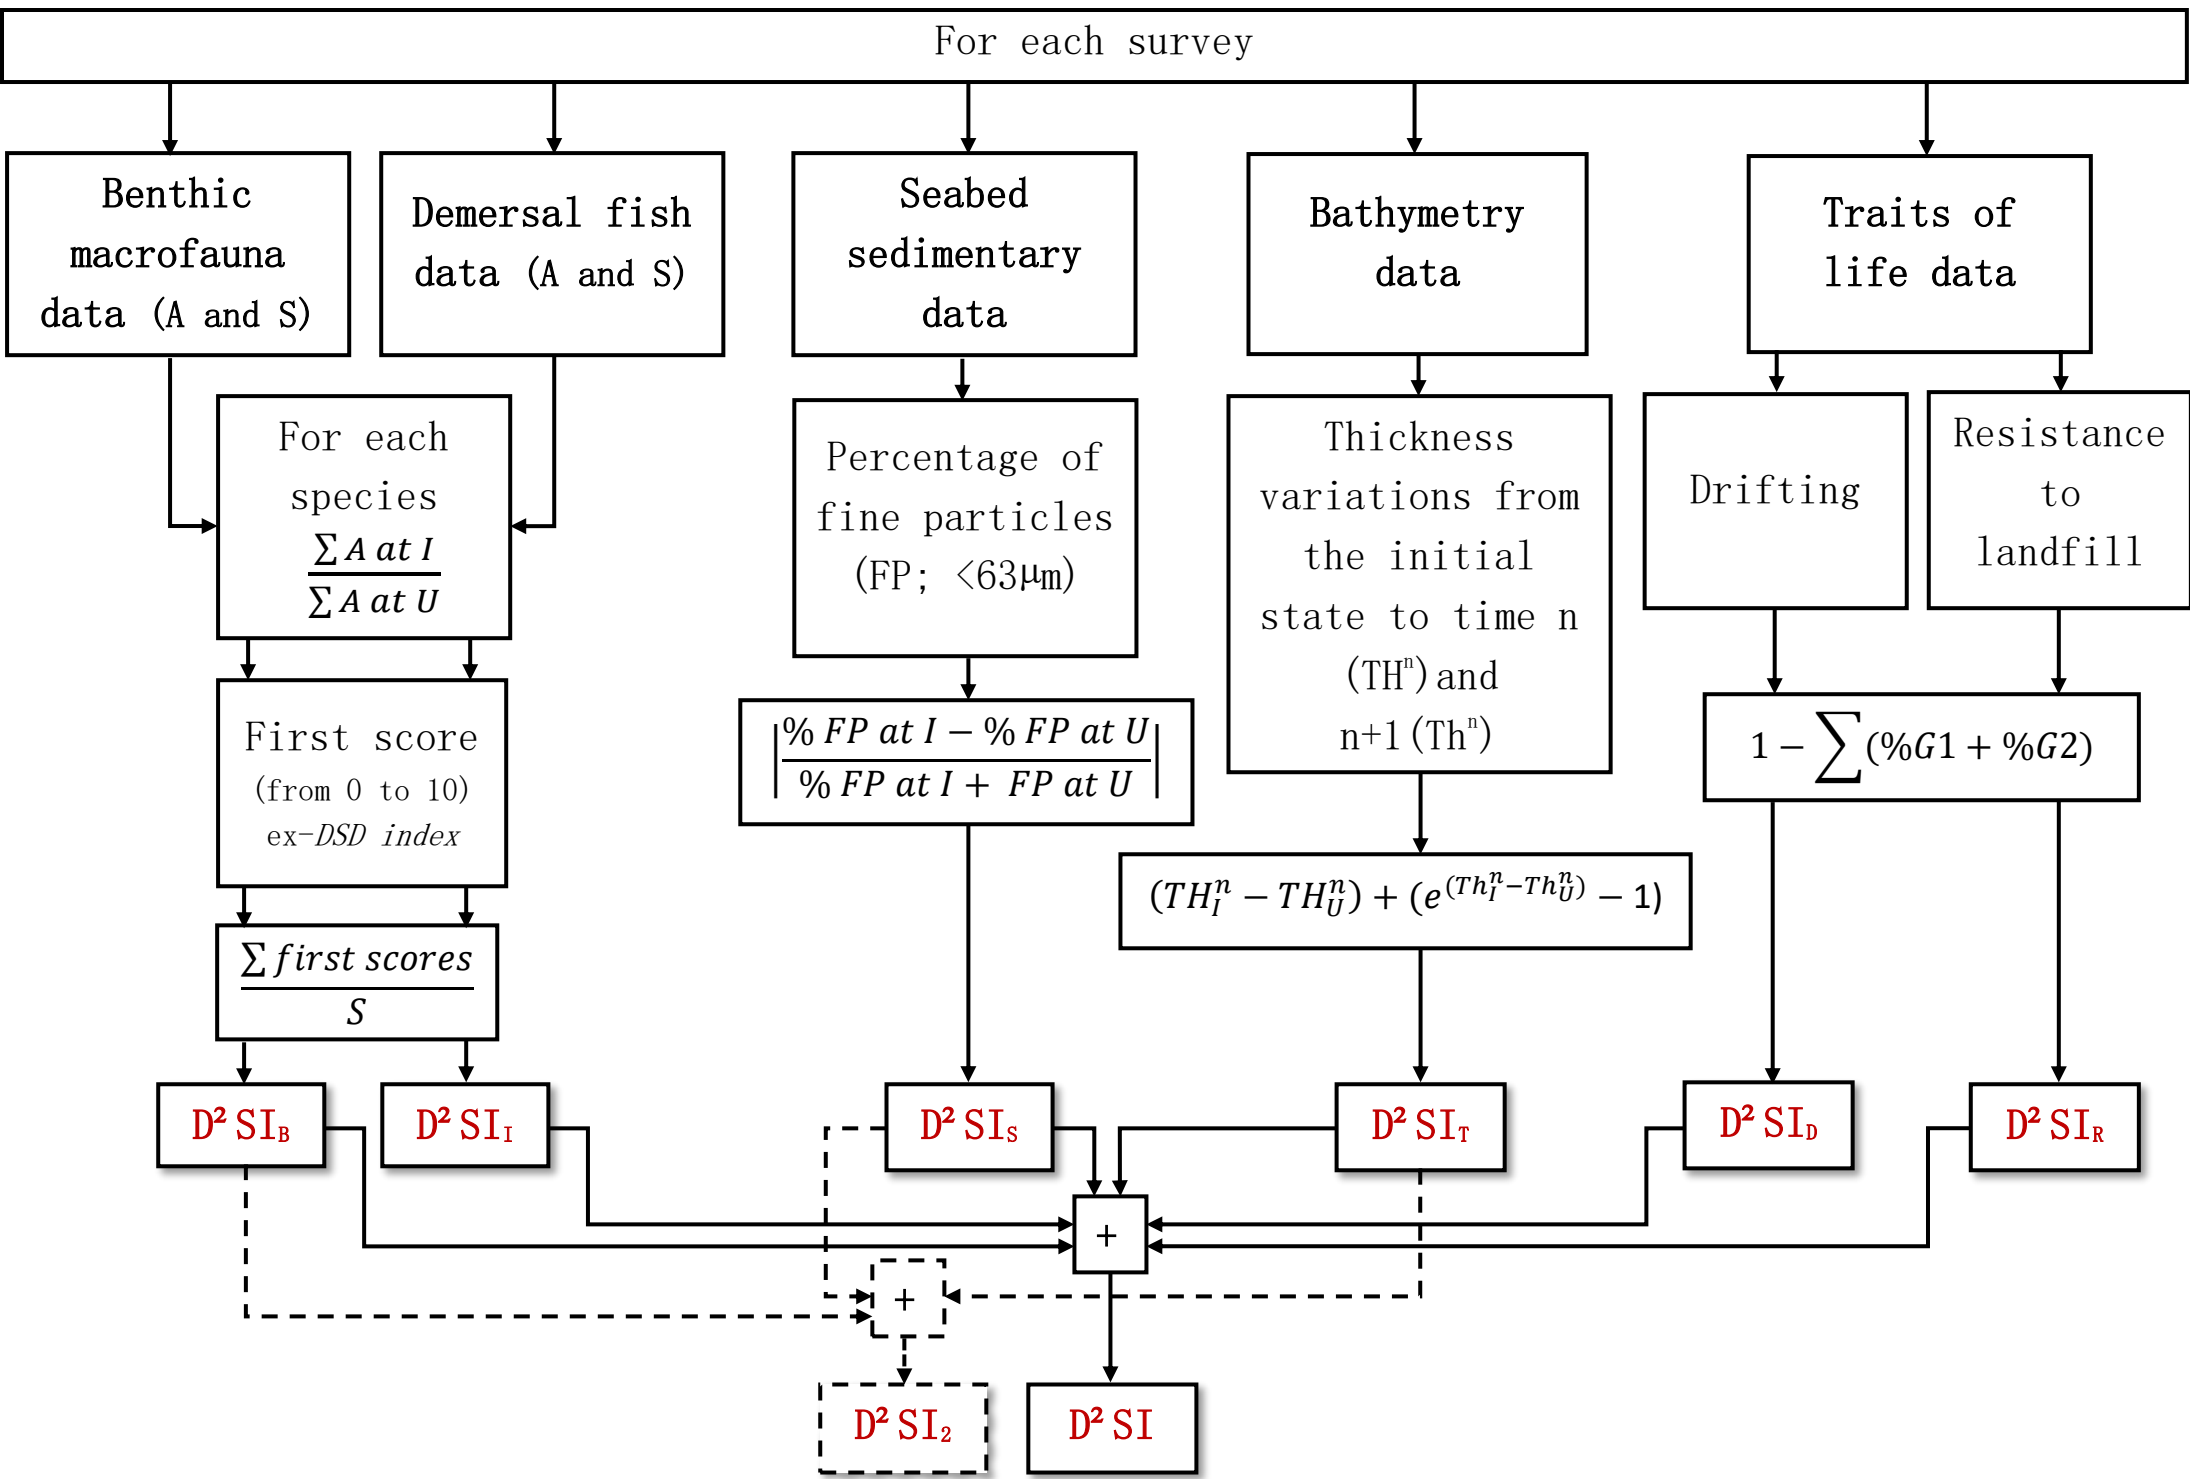 For each survey
Benthic
macrofauna
data (A and S)
Demersal fish
data (A and S)
Seabed
sedimentary
data
Bathymetry
data
Traits of
life data
For each
species
∑ A at I
∑ A at U
Percentage of
fine particles
(FP; <63μm)
Thickness
variations from
the initial
state to time n
(THⁿ) and
n+1 (Thⁿ)
Drifting
Resistance
to
landfill
First score
(from 0 to 10)
ex-DSD index
|% FP at I − % FP at U|
|% FP at I + FP at U|
1 − ∑(%G1 + %G2)
(TH_I^n − TH_U^n) + (e^(Th_I^n−Th_U^n) − 1)
∑ first scores
S
D² SI_B
D² SI_I
D² SI_S
D² SI_T
D² SI_D
D² SI_R
+
+
D² SI₂
D² SI